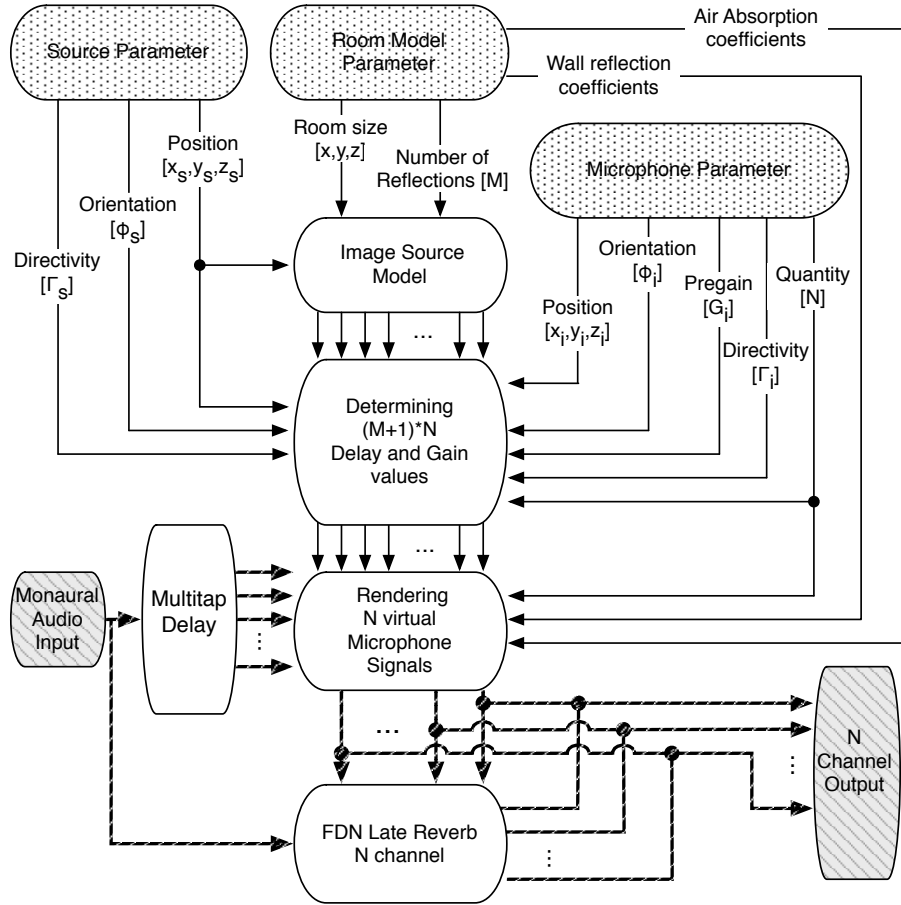 Source Parameter
Room Model
Parameter
Air Absorption
coefficients
Wall reflection
coefficients
Room size
[x,y,z]
Number of
Reflections [M]
Position
[xs,ys,zs]
Orientation
[ϕs]
Directivity
[Γs]
Microphone Parameter
Image Source
Model
Orientation
[ϕi]
Pregain
[Gi]
Quantity
[N]
Position
[xi,yi,zi]
Directivity
[Γi]
...
Determining
(M+1)*N
Delay and Gain
values
...
Monaural
Audio
Input
Multitap
Delay
...
Rendering
N virtual
Microphone
Signals
...
N
Channel
Output
...
FDN Late Reverb
N channel
...